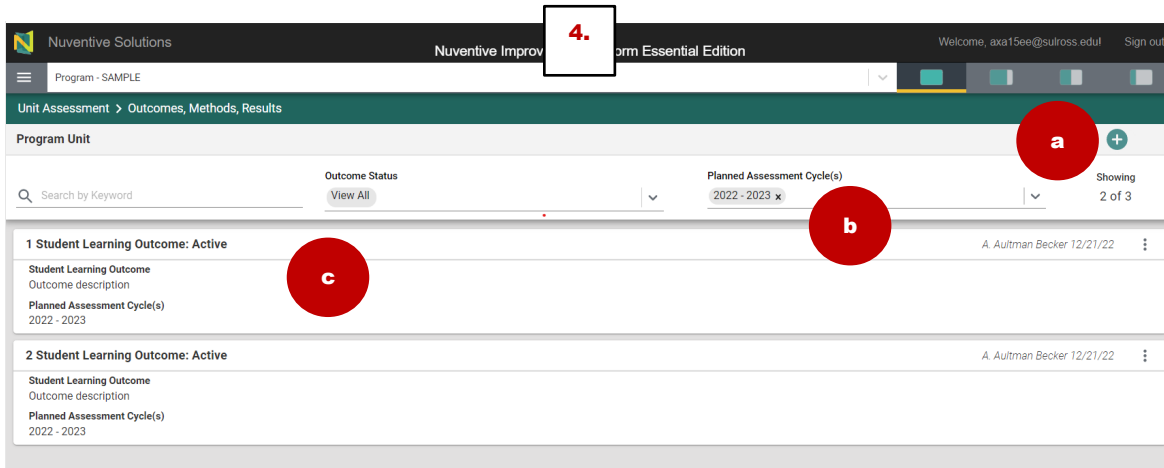 4.
Nuventive Solutions
Nuventive Improv orm Essential Edition
Welcome, axa15ee@sulross.edu!
Sign out
Program - SAMPLE
Unit Assessment > Outcomes, Methods, Results
Program Unit
a
+
Search by Keyword
Outcome Status
View All
Planned Assessment Cycle(s)
2022 - 2023 x
Showing
2 of 3
b
1 Student Learning Outcome: Active
A. Aultman Becker 12/21/22
Student Learning Outcome
Outcome description
Planned Assessment Cycle(s)
2022 - 2023
c
2 Student Learning Outcome: Active
A. Aultman Becker 12/21/22
Student Learning Outcome
Outcome description
Planned Assessment Cycle(s)
2022 - 2023